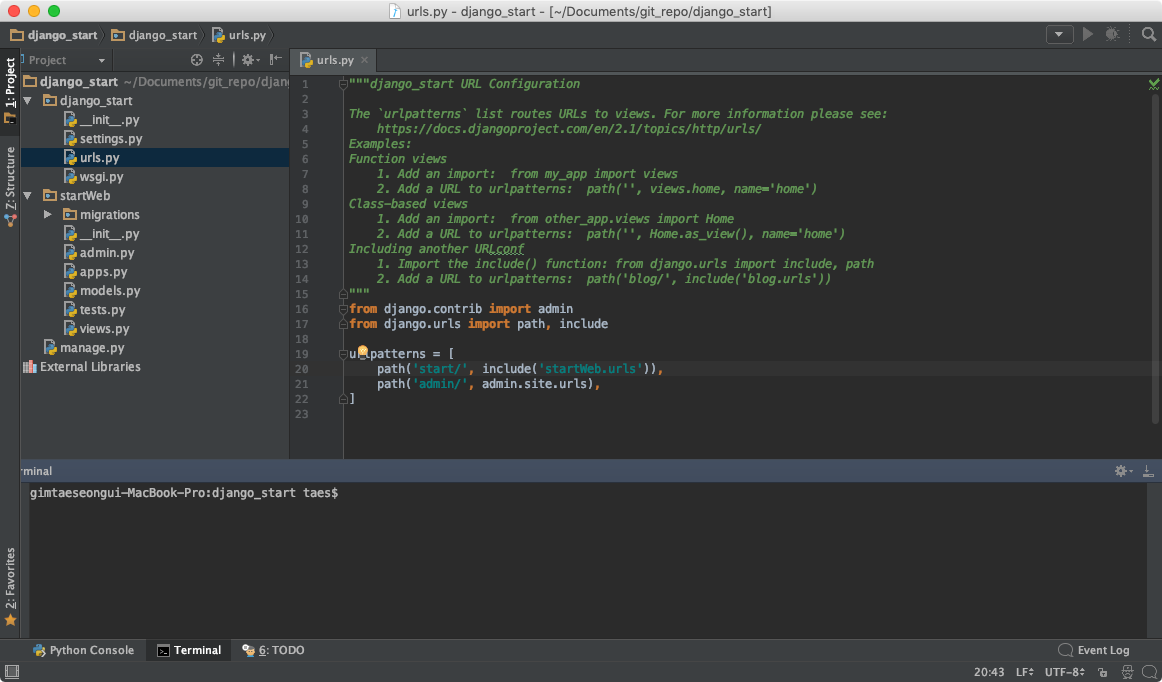 urls.py - django_start - [~/Documents/git_repo/django_start]
django_start django_start urls.py
1: Project
Z: Structure
2: Favorites
Project
django_start ~/Documents/git_repo/djang
django_start
__init__.py
settings.py
urls.py
wsgi.py
startWeb
migrations
__init__.py
admin.py
apps.py
models.py
tests.py
views.py
manage.py
External Libraries
urls.py
1 """django_start URL Configuration
2
3 The `urlpatterns` list routes URLs to views. For more information please see:
4 https://docs.djangoproject.com/en/2.1/topics/http/urls/
5 Examples:
6 Function views
7 1. Add an import:  from my_app import views
8 2. Add a URL to urlpatterns:  path('', views.home, name='home')
9 Class-based views
10 1. Add an import:  from other_app.views import Home
11 2. Add a URL to urlpatterns:  path('', Home.as_view(), name='home')
12 Including another URLconf
13 1. Import the include() function: from django.urls import include, path
14 2. Add a URL to urlpatterns:  path('blog/', include('blog.urls'))
15 """
16 from django.contrib import admin
17 from django.urls import path, include
18
19 urlpatterns = [
20 path('start/', include('startWeb.urls')),
21 path('admin/', admin.site.urls),
22 ]
23
rminal
gimtaeseongui-MacBook-Pro:django_start taes$
Python Console Terminal 6: TODO Event Log
20:43 LF UTF-8